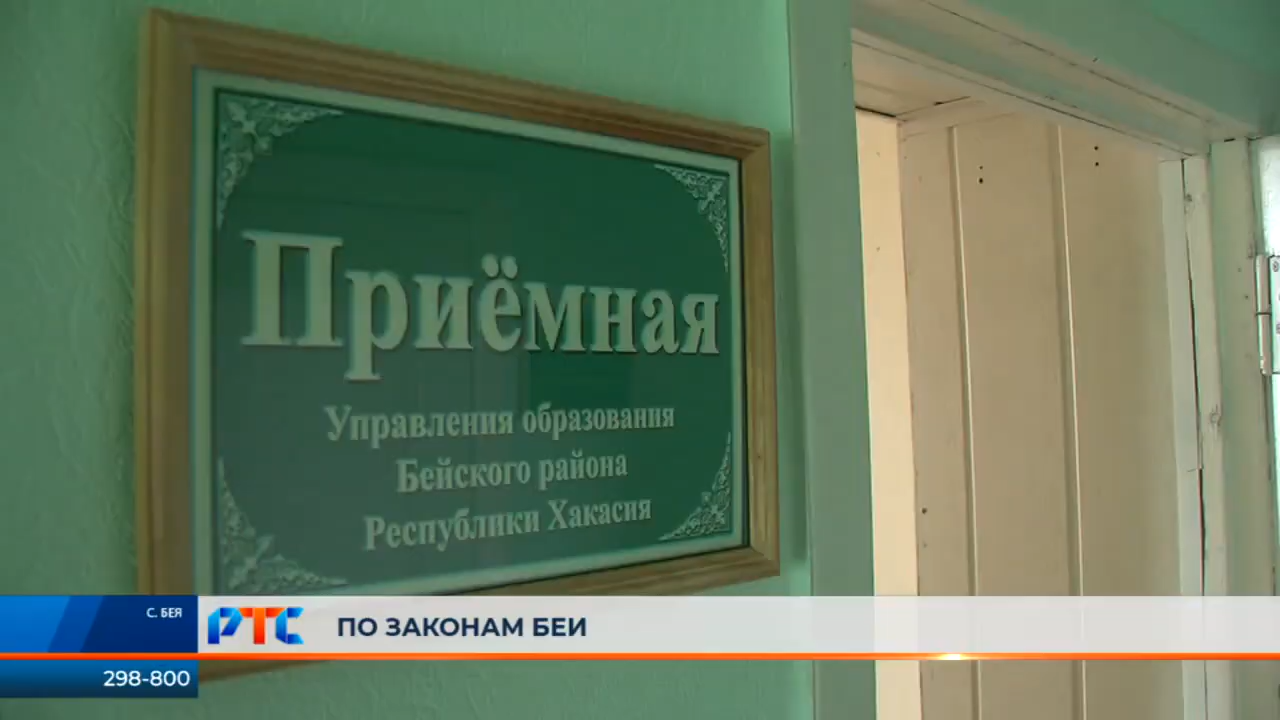 Приёмная
Управления образования
Бейского района
Республики Хакасия
С. БЕЯ
РТС
ПО ЗАКОНАМ БЕИ
298-800